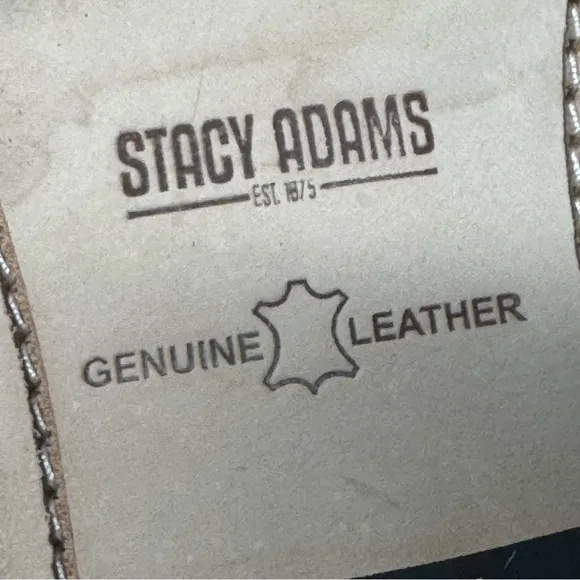 STACY ADAMS
EST. 1875
GENUINE LEATHER